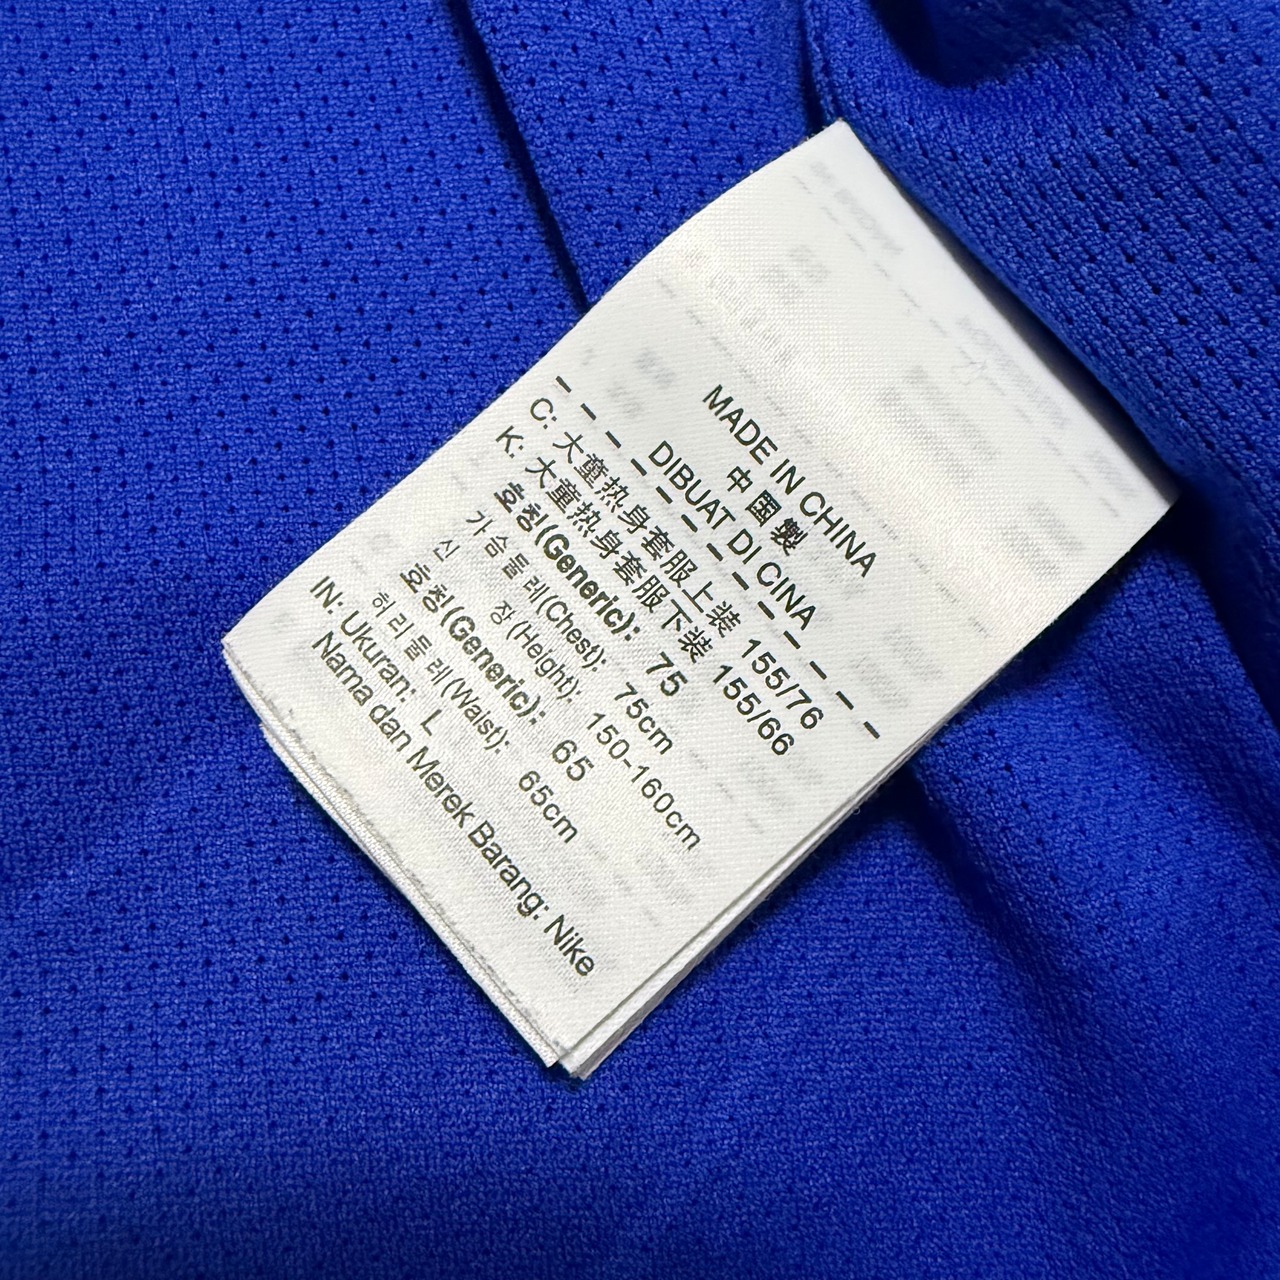 MADE IN CHINA
中国製
DIBUAT DI CINA
C: 大童热身套服上装 155/76
K: 大童热身套服下装 155/66
호칭(Generic): 75
가슴둘레(Chest): 75cm
신 장(Height): 150-160cm
호칭(Generic): 65
허리둘레(Waist): 65cm
IN: Ukuran: L
Nama dan Merek Barang: Nike